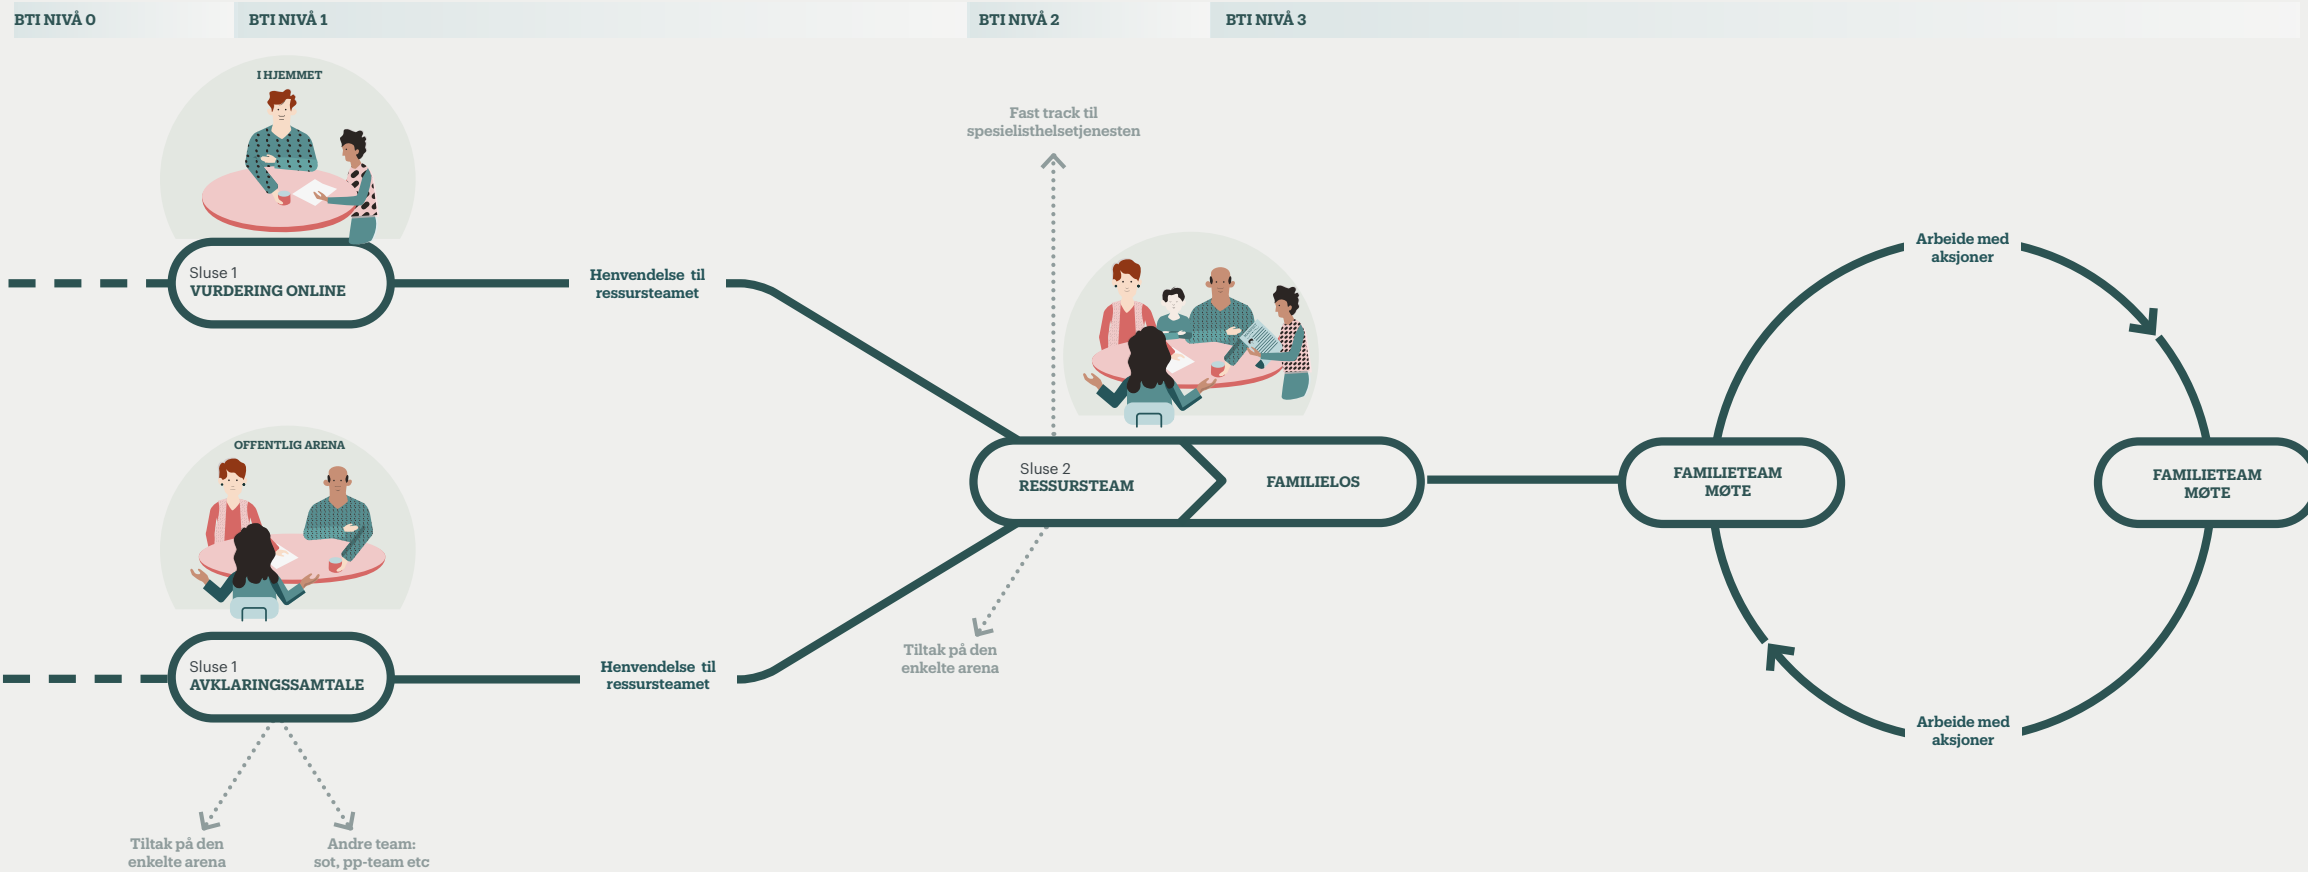 BTI NIVÅ 0
BTI NIVÅ 1
BTI NIVÅ 2
BTI NIVÅ 3
I HJEMMET
Sluse 1
VURDERING ONLINE
Henvendelse til
ressursteamet
OFFENTLIG ARENA
Sluse 1
AVKLARINGSSAMTALE
Henvendelse til
ressursteamet
Tiltak på den
enkelte arena
Andre team:
sot, pp-team etc
Fast track til
spesielisthelsetjenesten
Sluse 2
RESSURSTEAM
FAMILIELOS
Tiltak på den
enkelte arena
FAMILIETEAM
MØTE
Arbeide med
aksjoner
FAMILIETEAM
MØTE
Arbeide med
aksjoner